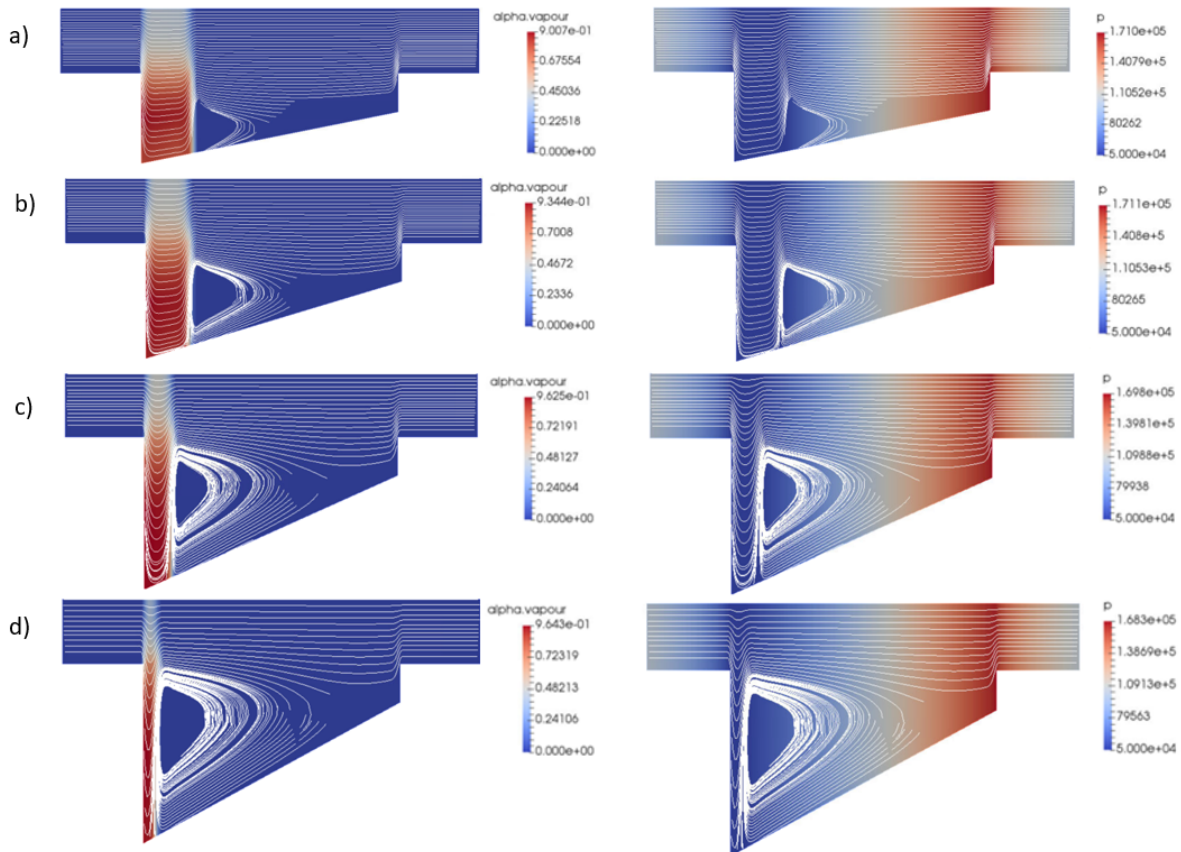 a)
alpha.vapour
9.007e-01
0.67554
0.45036
0.22518
0.000e+00
p
1.710e+05
1.4079e+5
1.1052e+5
80262
5.000e+04
b)
alpha.vapour
9.344e-01
0.7008
0.4672
0.2336
0.000e+00
p
1.711e+05
1.408e+5
1.1053e+5
80265
5.000e+04
c)
alpha.vapour
9.625e-01
0.72191
0.48127
0.24064
0.000e+00
p
1.698e+05
1.3981e+5
1.0988e+5
79938
5.000e+04
d)
alpha.vapour
9.643e-01
0.72319
0.48213
0.24106
0.000e+00
p
1.683e+05
1.3869e+5
1.0913e+5
79563
5.000e+04